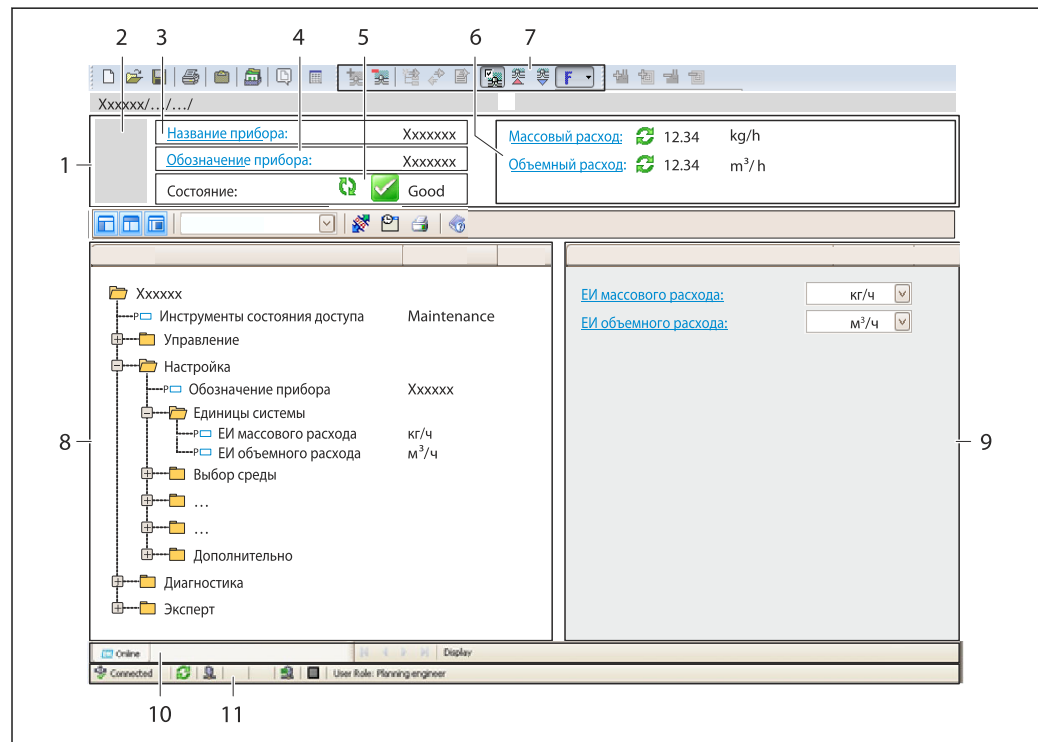 2 3 4 5 6 7
F
Xxxxxx/.../.../
1
Название прибора: Xxxxxxx
Обозначение прибора: Xxxxxxx
Состояние: Good
Массовый расход: 12.34 kg/h
Объемный расход: 12.34 m³/h
8
Xxxxxx
P Инструменты состояния доступа Maintenance
Управление
Настройка
P Обозначение прибора Xxxxxx
Единицы системы
P ЕИ массового расхода кг/ч
P ЕИ объемного расхода м³/ч
Выбор среды
...
...
Дополнительно
Диагностика
Эксперт
ЕИ массового расхода: кг/ч
ЕИ объемного расхода: м³/ч
9
Online Display
Connected User Role: Planning engineer
10 11